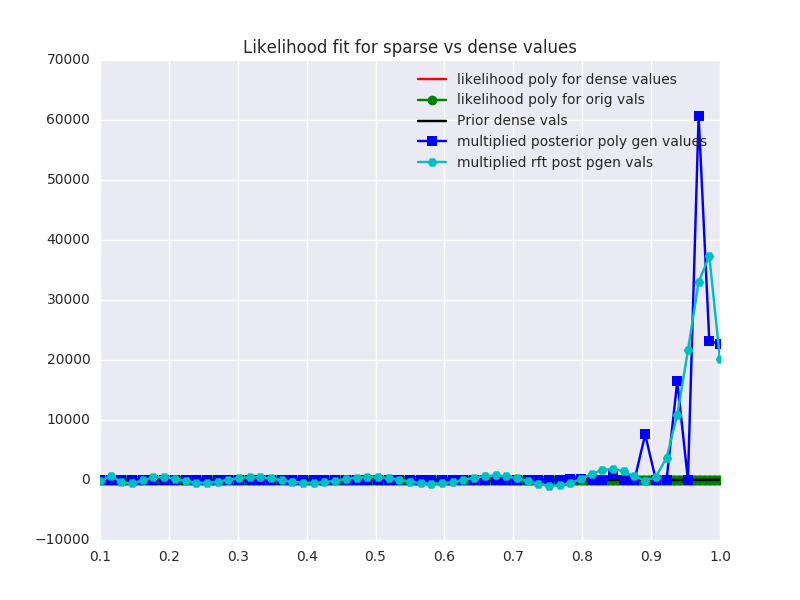 Likelihood fit for sparse vs dense values
70000
60000
50000
40000
30000
20000
10000
0
−10000
likelihood poly for dense values
likelihood poly for orig vals
Prior dense vals
multiplied posterior poly gen values
multiplied rft post pgen vals
0.1 0.2 0.3 0.4 0.5 0.6 0.7 0.8 0.9 1.0